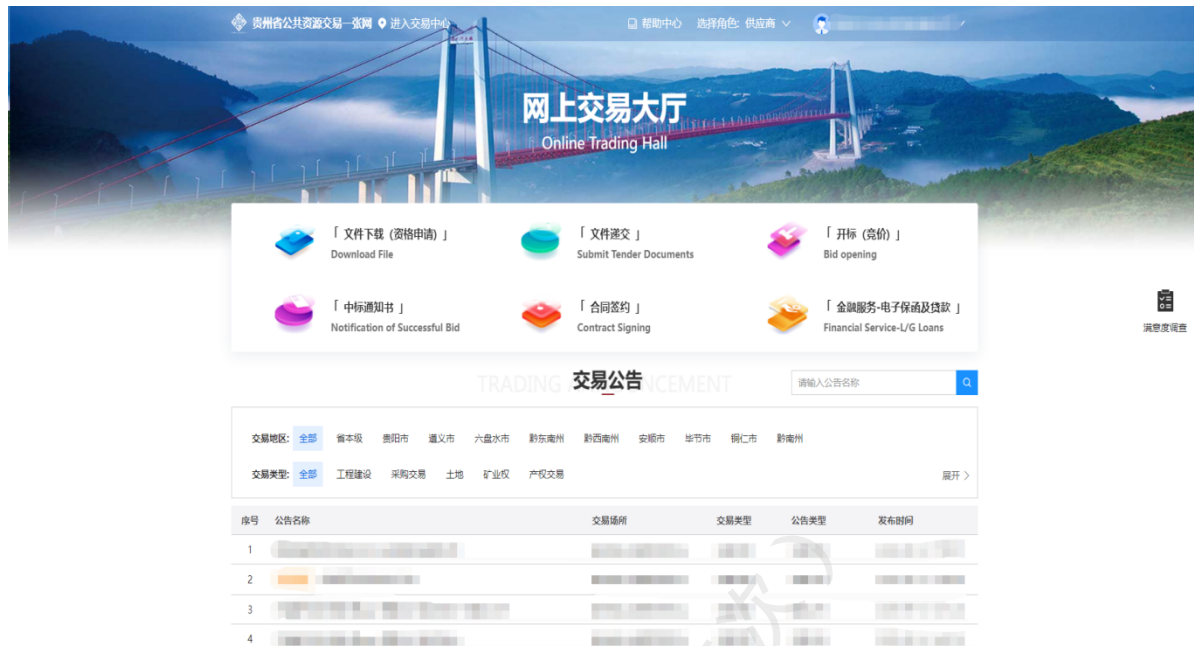 贵州省公共资源交易一张网 进入交易中心 帮助中心 选择角色: 供应商
网上交易大厅
Online Trading Hall
「 文件下载（资格申请）」 「 文件递交 」 「 开标（竞价）」
Download File Submit Tender Documents Bid opening
「 中标通知书 」 「 合同签约 」 「 金融服务-电子保函及贷款 」
Notification of Successful Bid Contract Signing Financial Service-L/G Loans
满意度调查
交易公告 请输入公告名称
交易地区: 全部 省本级 贵阳市 遵义市 六盘水市 黔东南州 黔西南州 安顺市 毕节市 铜仁市 黔南州
交易类型: 全部 工程建设 采购交易 土地 矿业权 产权交易 展开
序号 公告名称 交易场所 交易类型 公告类型 发布时间
1
2
3
4